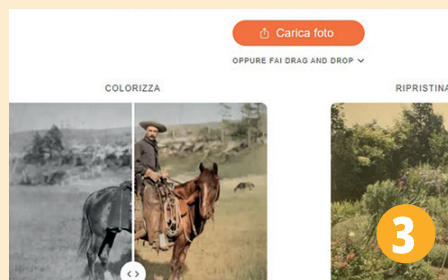 Carica foto
OPPURE FAI DRAG AND DROP
COLORIZZA
RIPRISTINA
3